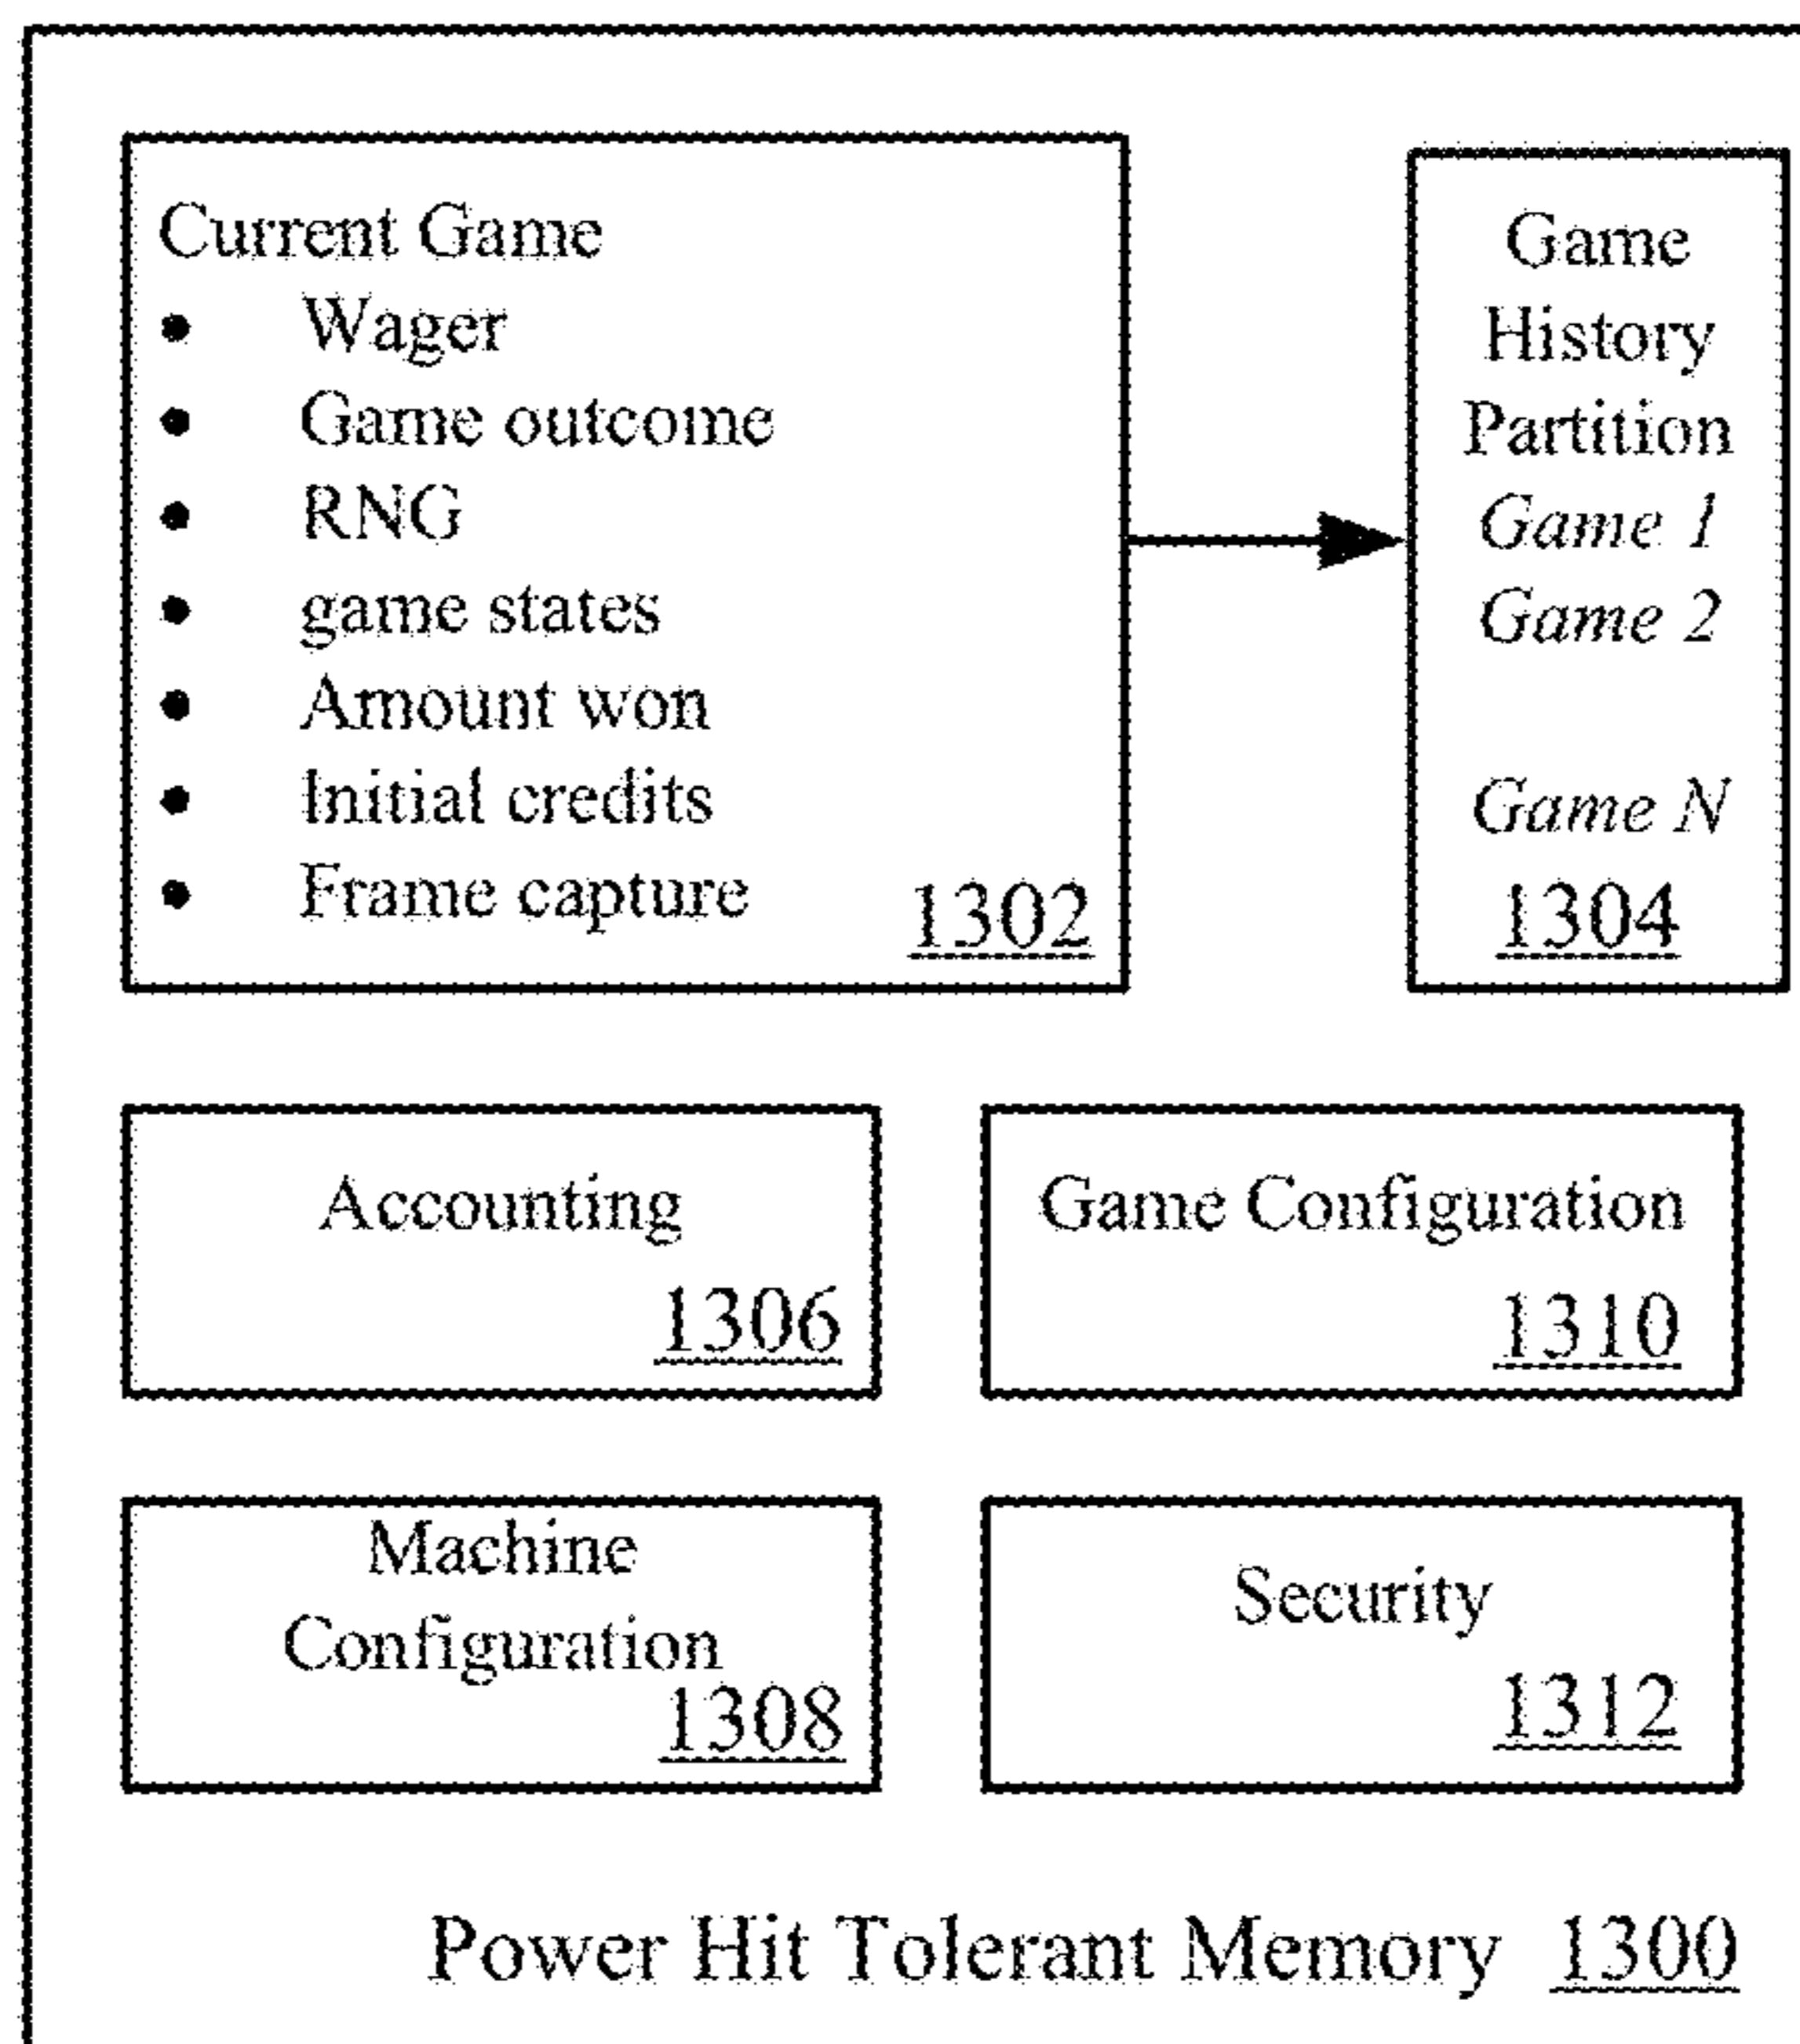 Current Game
• Wager
• Game outcome
• RNG
• game states
• Amount won
• Initial credits
• Frame capture
1302
Game
History
Partition
Game 1
Game 2
Game N
1304
Accounting
1306
Game Configuration
1310
Machine
Configuration
1308
Security
1312
Power Hit Tolerant Memory 1300